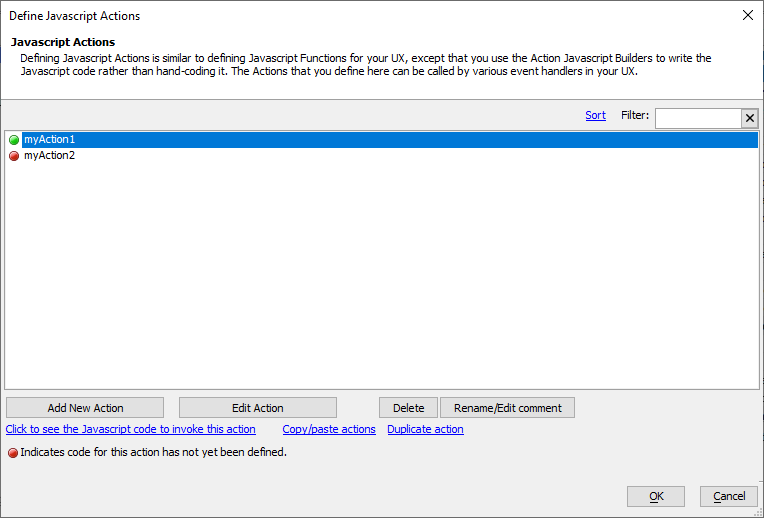 Define Javascript Actions
Javascript Actions
Defining Javascript Actions is similar to defining Javascript Functions for your UX, except that you use the Action Javascript Builders to write the
Javascript code rather than hand-coding it. The Actions that you define here can be called by various event handlers in your UX.
Sort Filter:
myAction1
myAction2
Add New Action Edit Action Delete Rename/Edit comment
Click to see the Javascript code to invoke this action Copy/paste actions Duplicate action
Indicates code for this action has not yet been defined.
OK Cancel